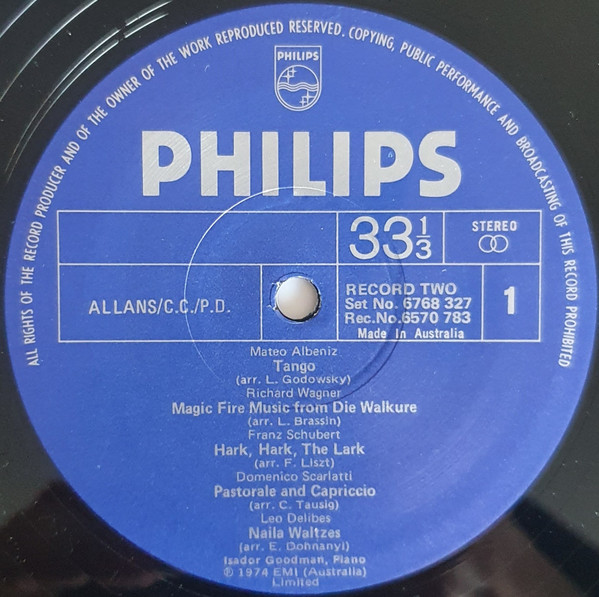 ALL RIGHTS OF THE RECORD PRODUCER AND OF THE OWNER OF THE WORK REPRODUCED RESERVED. COPYING, PUBLIC PERFORMANCE AND BROADCASTING OF THIS RECORD PROHIBITED
PHILIPS
PHILIPS
33 1/3
STEREO
ALLANS/C.C./P.D.
RECORD TWO
Set No. 6768 327
Rec.No.6570 783
Made In Australia
1
Mateo Albeniz
Tango
(arr. L. Godowsky)
Richard Wagner
Magic Fire Music from Die Walkure
(arr. L. Brassin)
Franz Schubert
Hark, Hark, The Lark
(arr. F. Liszt)
Domenico Scarlatti
Pastorale and Capriccio
(arr. C. Tausig)
Leo Delibes
Naila Waltzes
(arr. E. Dohnanyi)
Isador Goodman, Piano
℗ 1974 EMI (Australia)
Limited